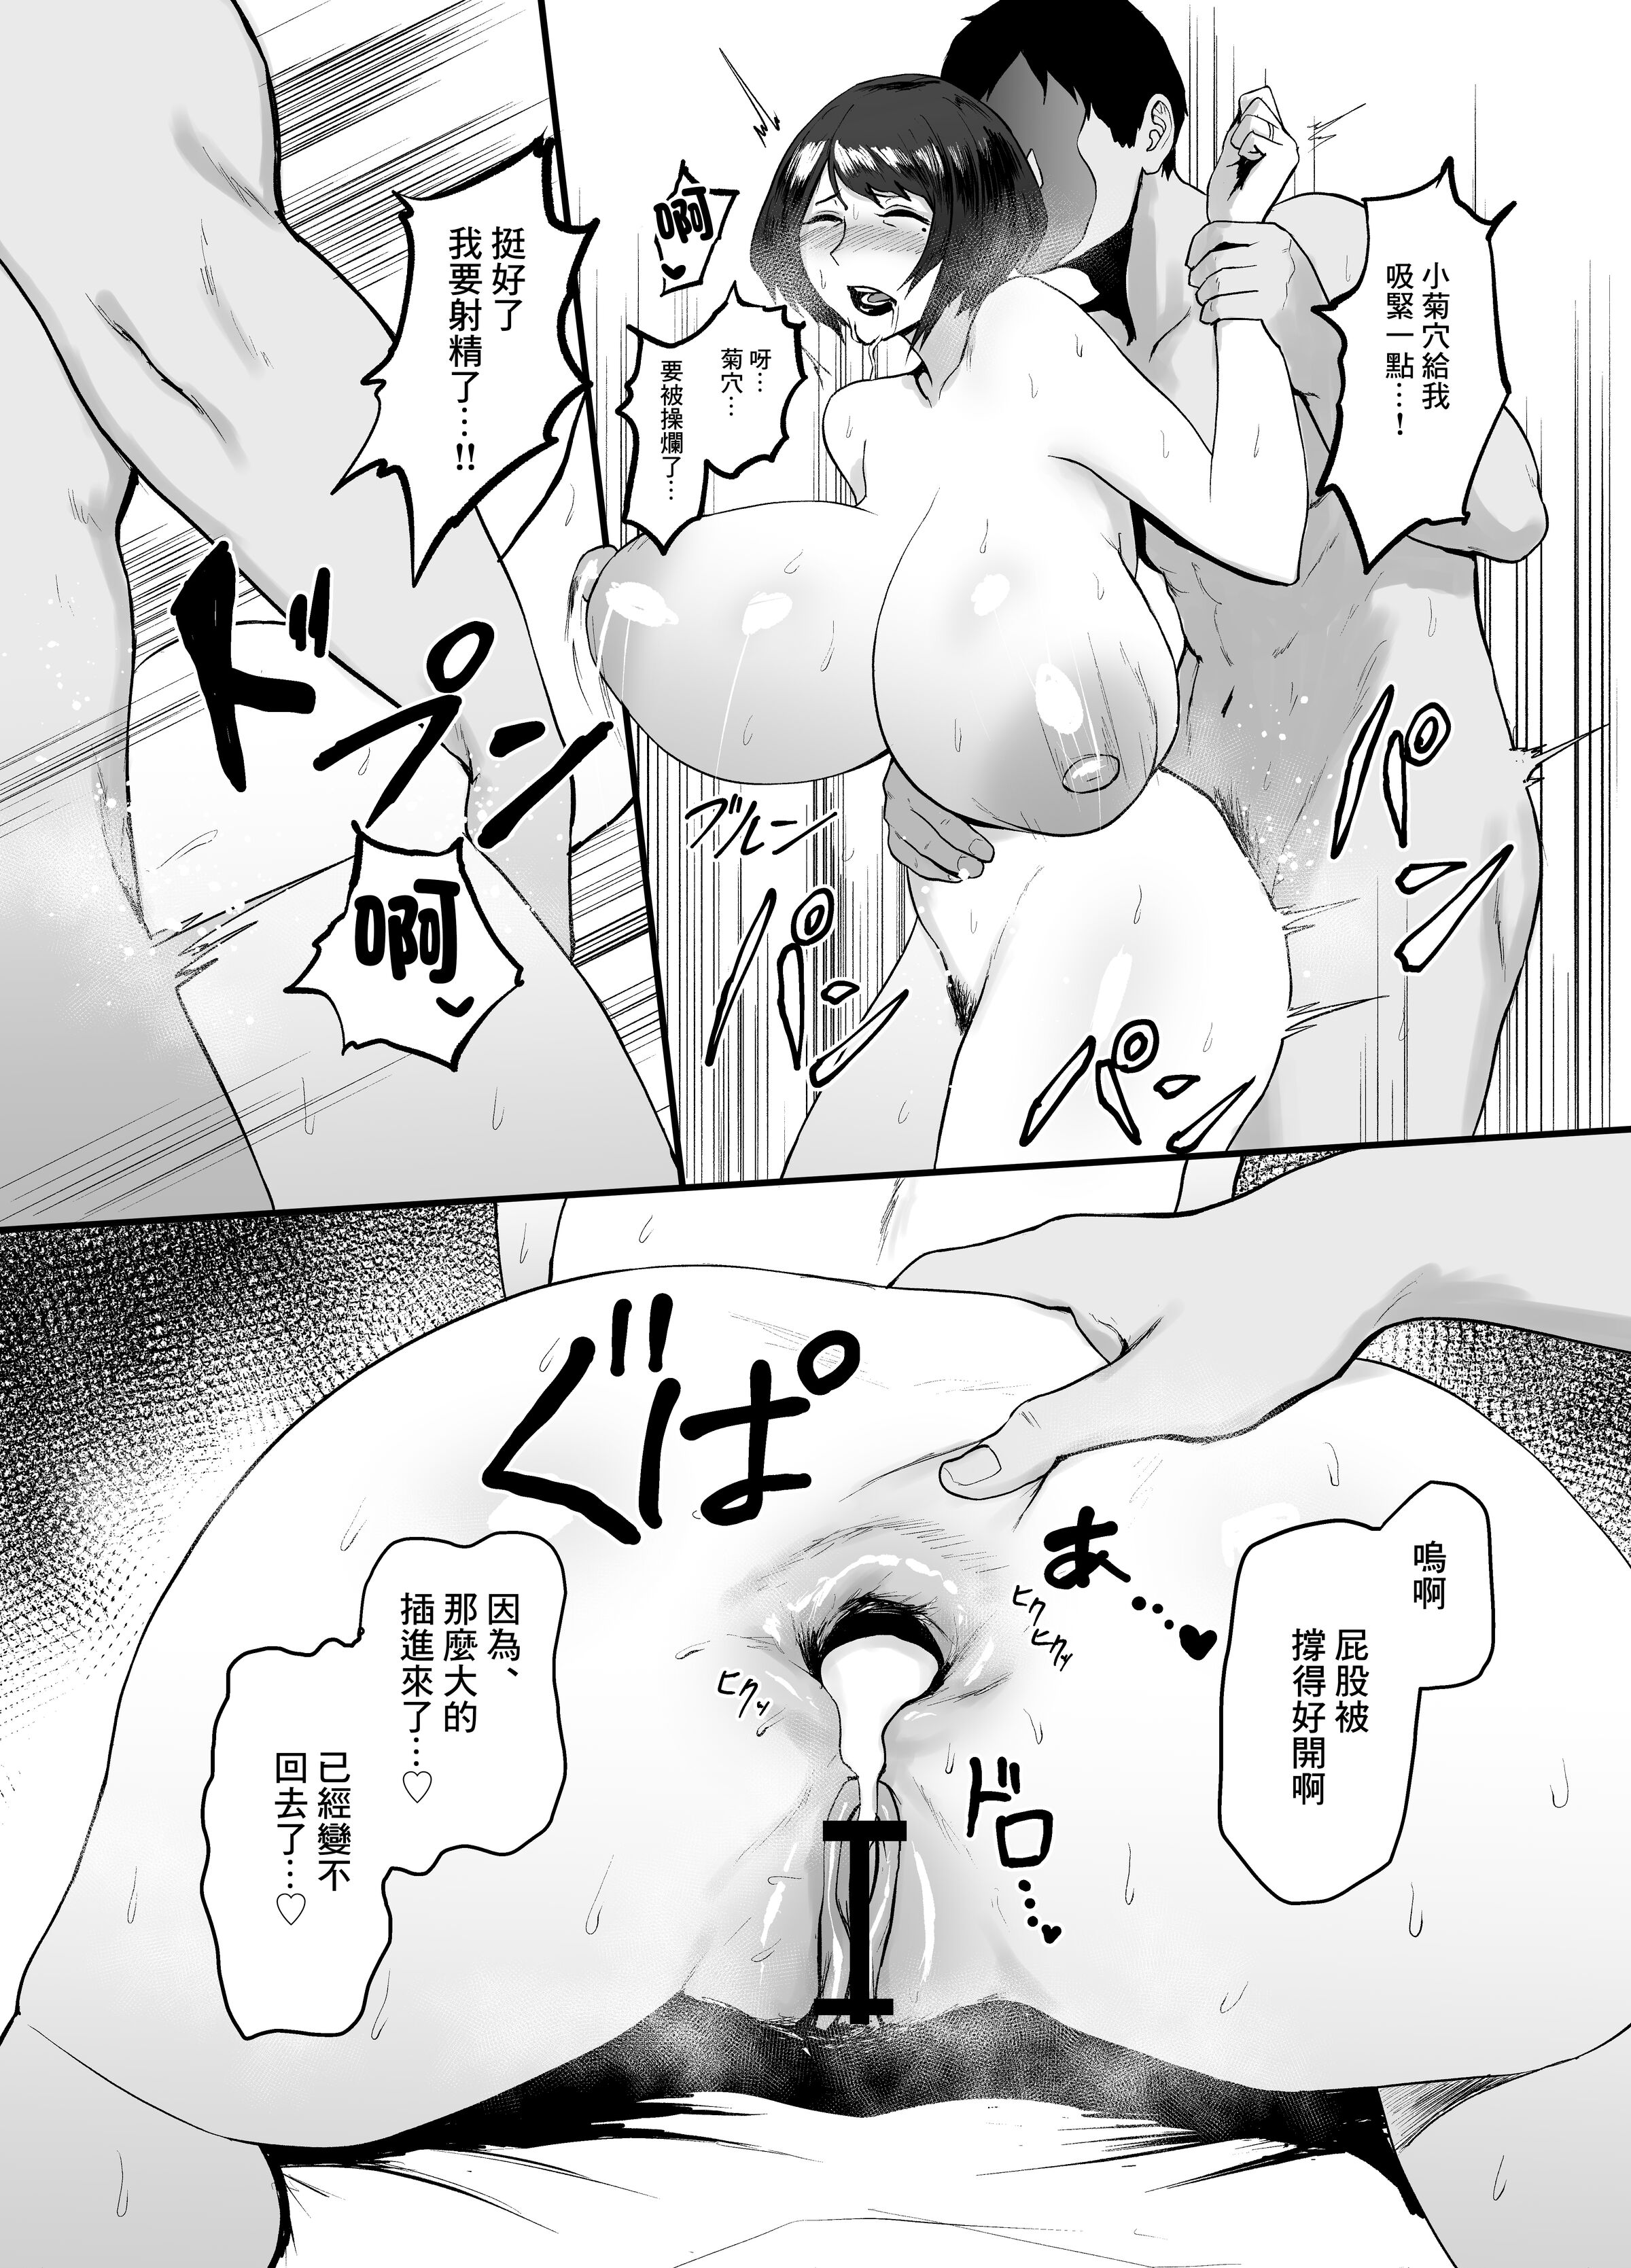 小菊穴給我
吸緊一點…！
啊
呀…
菊穴…
要被操爛了…
パン
ブルン
パン
パン
挺好了
我要射精了…!!
ドプン
啊
嗚啊
屁股被
撐得好開啊
ぐぱ
あ…
ヒクヒクッ
ヒクッ
ドロ…
因為、
那麼大的
插進來了…♡
已經變不
回去了…♡